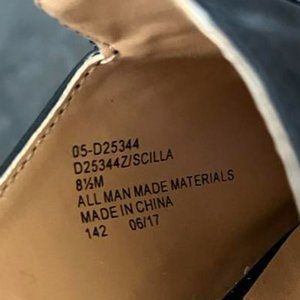 05-D25344
D25344Z/SCILLA
8½M
ALL MAN MADE MATERIALS
MADE IN CHINA
142 06/17